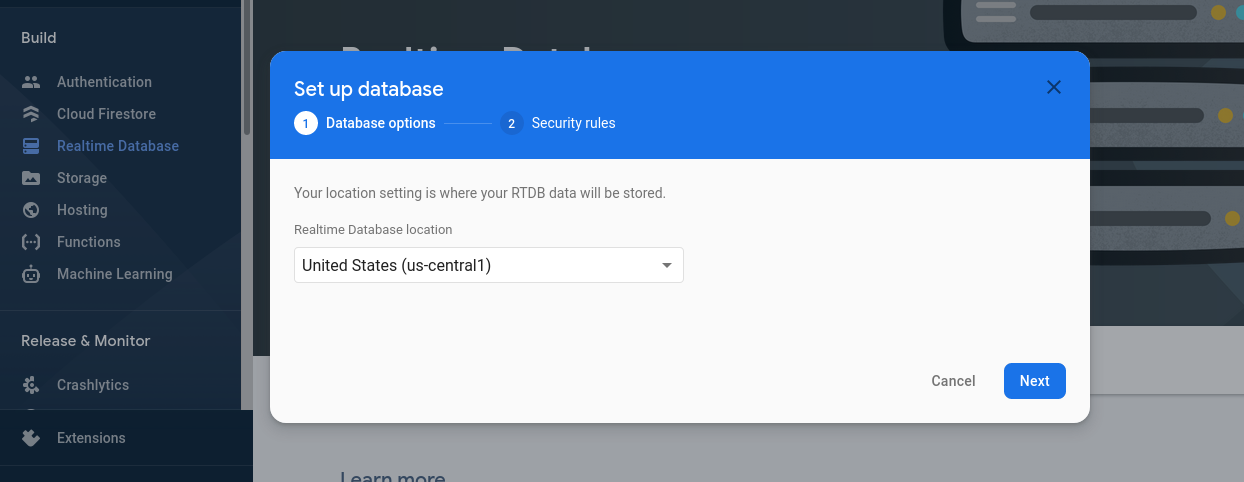 Build
Authentication
Cloud Firestore
Realtime Database
Storage
Hosting
Functions
Machine Learning
Release & Monitor
Crashlytics
Extensions
Realtime Database
Set up database
1 Database options
2 Security rules
Your location setting is where your RTDB data will be stored.
Realtime Database location
United States (us-central1)
Cancel
Next
Learn more